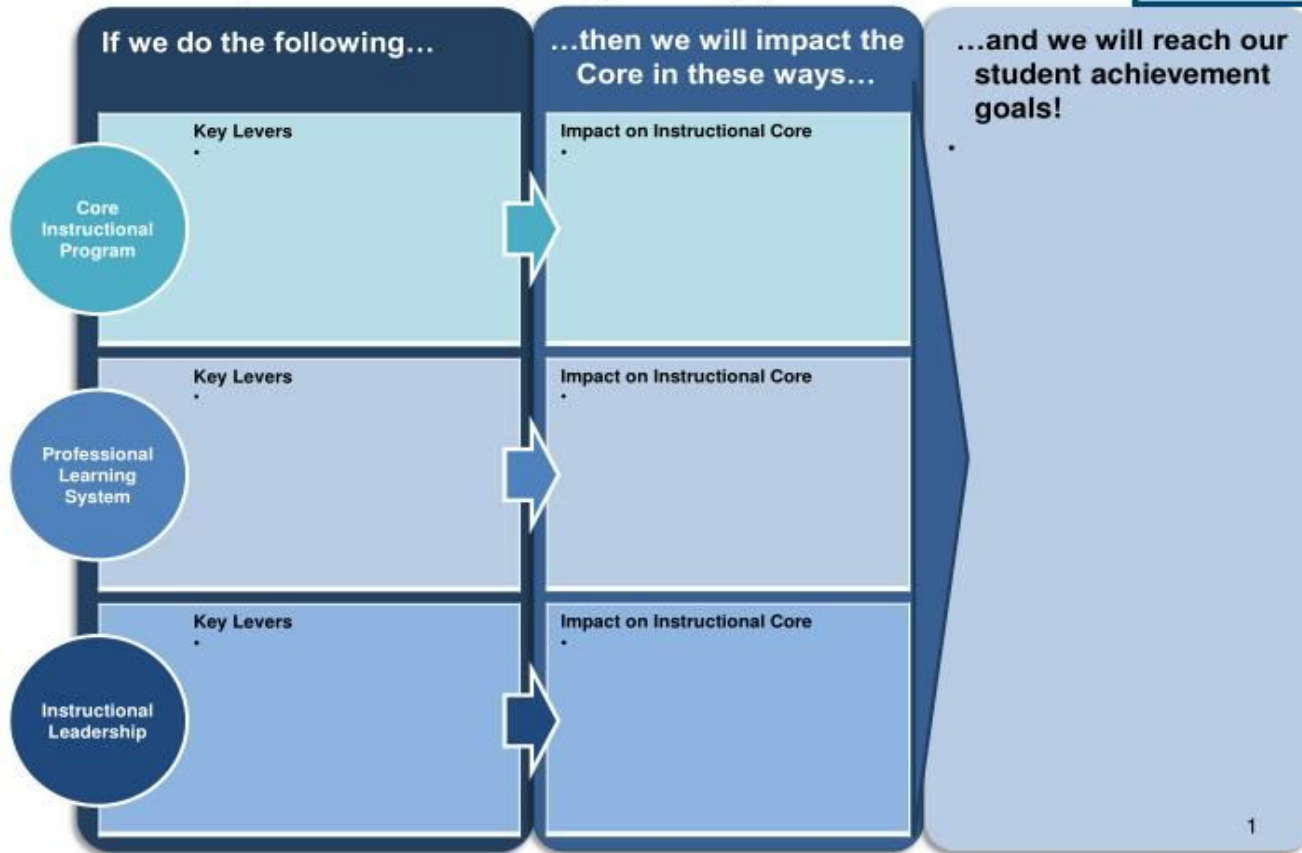 If we do the following...
...then we will impact the
Core in these ways...
...and we will reach our
student achievement
goals!
•
Core
Instructional
Program
Key Levers
•
Impact on Instructional Core
•
Professional
Learning
System
Key Levers
•
Impact on Instructional Core
•
Instructional
Leadership
Key Levers
•
Impact on Instructional Core
•
1